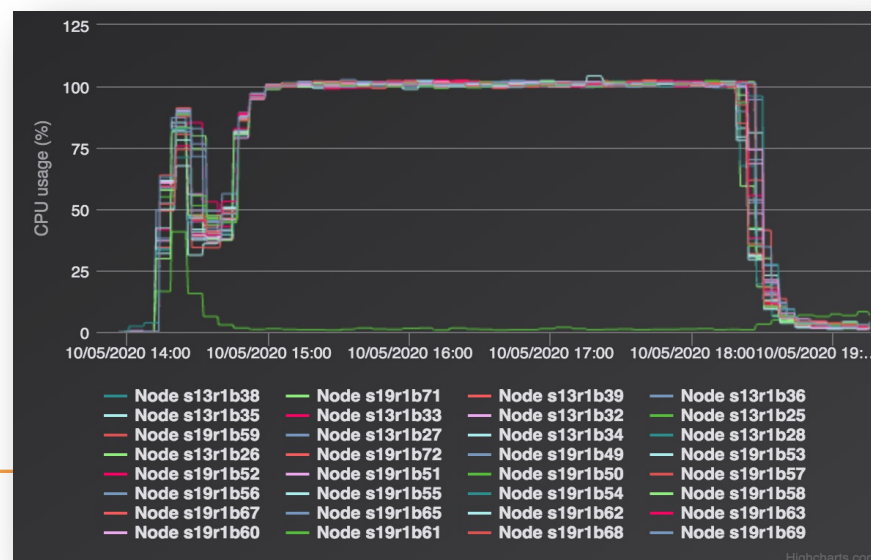 125
100
75
50
25
0
CPU usage (%)
10/05/2020 14:00 10/05/2020 15:00 10/05/2020 16:00 10/05/2020 17:00 10/05/2020 18:00 10/05/2020 19:...
Node s13r1b38 Node s19r1b71 Node s13r1b39 Node s13r1b36
Node s13r1b35 Node s13r1b33 Node s13r1b32 Node s13r1b25
Node s19r1b59 Node s13r1b27 Node s13r1b34 Node s13r1b28
Node s13r1b26 Node s19r1b72 Node s19r1b49 Node s19r1b53
Node s19r1b52 Node s19r1b51 Node s19r1b50 Node s19r1b57
Node s19r1b56 Node s19r1b55 Node s19r1b54 Node s19r1b58
Node s19r1b67 Node s19r1b65 Node s19r1b62 Node s19r1b63
Node s19r1b60 Node s19r1b61 Node s19r1b68 Node s19r1b69